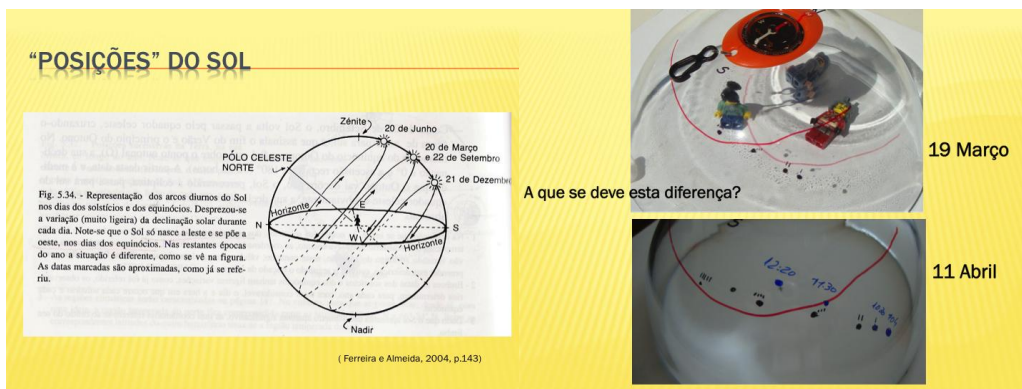 “POSIÇÕES” DO SOL
Fig. 5.34. - Representação dos arcos diurnos do Sol
nos dias dos solstícios e dos equinócios. Desprezou-se
a variação (muito ligeira) da declinação solar durante
cada dia. Note-se que o Sol só nasce a leste e se põe a
oeste, nos dias dos equinócios. Nas restantes épocas
do ano a situação é diferente, como se vê na figura.
As datas marcadas são aproximadas, como já se refe-
riu.
Zénite
20 de Junho
20 de Março
e 22 de Setembro
21 de Dezembr
PÓLO CELESTE
NORTE
Horizonte
E
N
S
W
Horizonte
Nadir
( Ferreira e Almeida, 2004, p.143)
S
19 Março
A que se deve esta diferença?
S
12:20
11:30
11 Abril